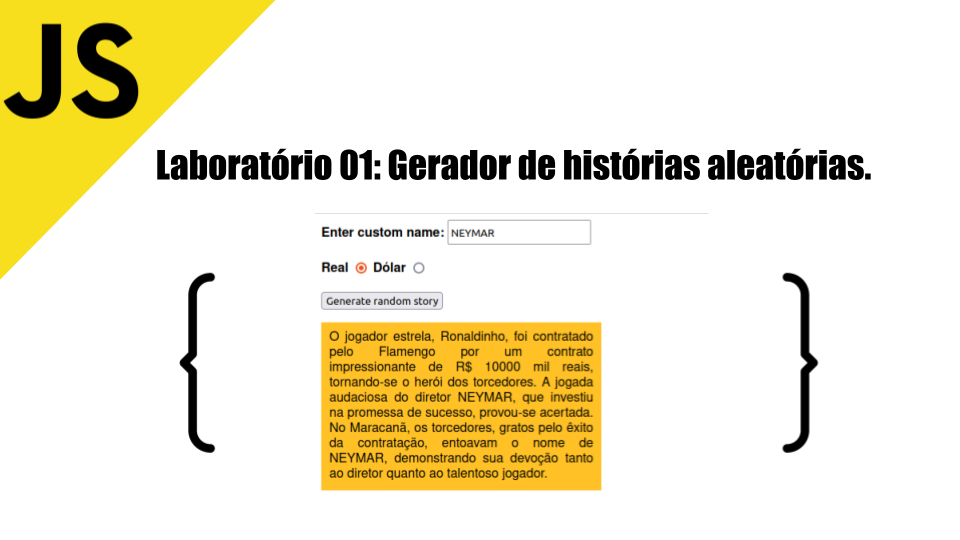 JS
Laboratório 01: Gerador de histórias aleatórias.
Enter custom name: NEYMAR
Real Dólar
Generate random story
O jogador estrela, Ronaldinho, foi contratado
pelo Flamengo por um contrato
impressionante de R$ 10000 mil reais,
tornando-se o herói dos torcedores. A jogada
audaciosa do diretor NEYMAR, que investiu
na promessa de sucesso, provou-se acertada.
No Maracanã, os torcedores, gratos pelo êxito
da contratação, entoavam o nome de
NEYMAR, demonstrando sua devoção tanto
ao diretor quanto ao talentoso jogador.
{ }